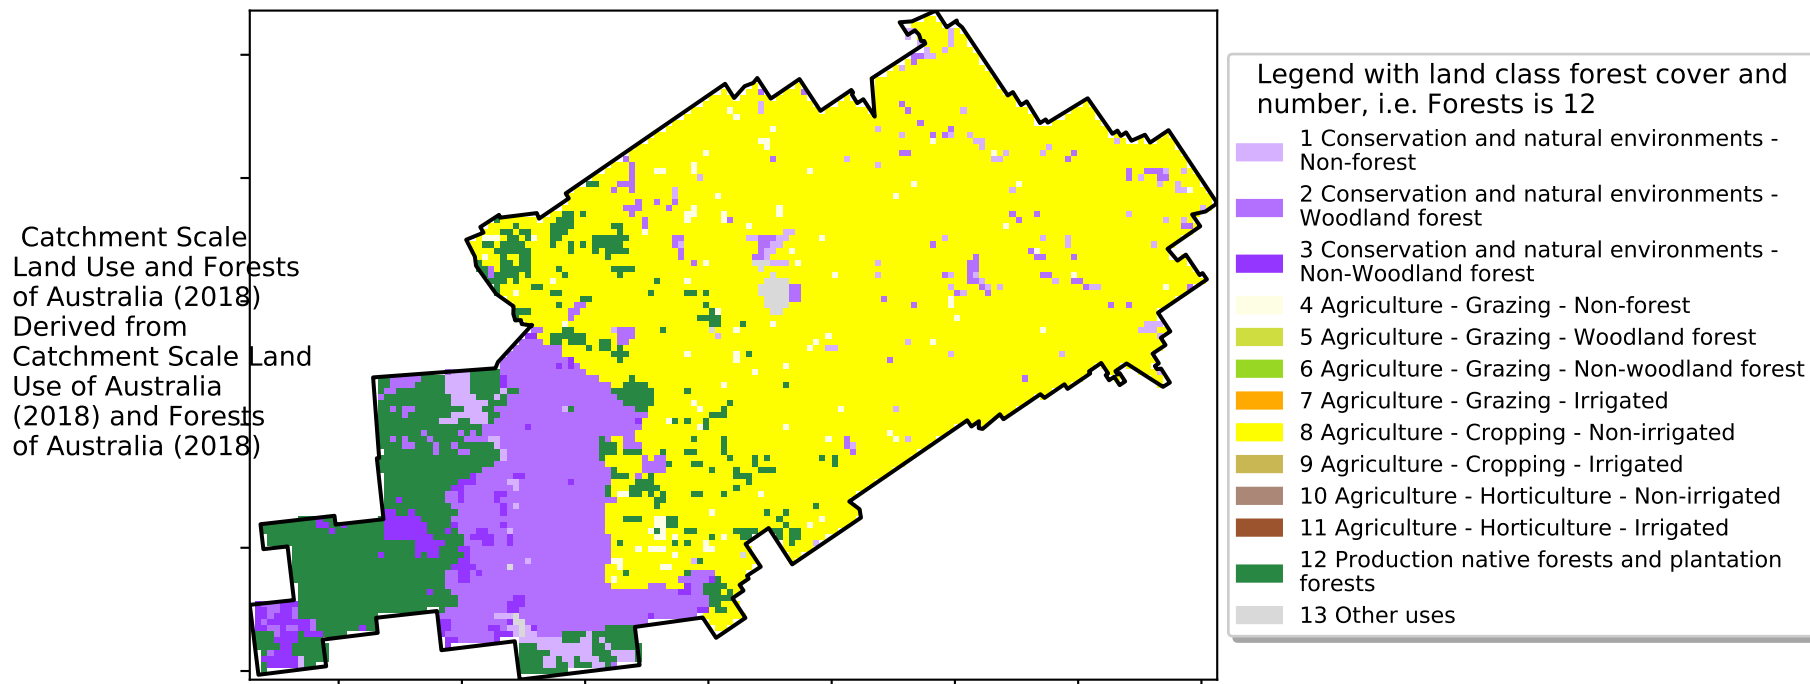 Catchment Scale
Land Use and Forests
of Australia (2018)
Derived from
Catchment Scale Land
Use of Australia
(2018) and Forests
of Australia (2018)
Legend with land class forest cover and
number, i.e. Forests is 12
1 Conservation and natural environments -
Non-forest
2 Conservation and natural environments -
Woodland forest
3 Conservation and natural environments -
Non-Woodland forest
4 Agriculture - Grazing - Non-forest
5 Agriculture - Grazing - Woodland forest
6 Agriculture - Grazing - Non-woodland forest
7 Agriculture - Grazing - Irrigated
8 Agriculture - Cropping - Non-irrigated
9 Agriculture - Cropping - Irrigated
10 Agriculture - Horticulture - Non-irrigated
11 Agriculture - Horticulture - Irrigated
12 Production native forests and plantation
forests
13 Other uses